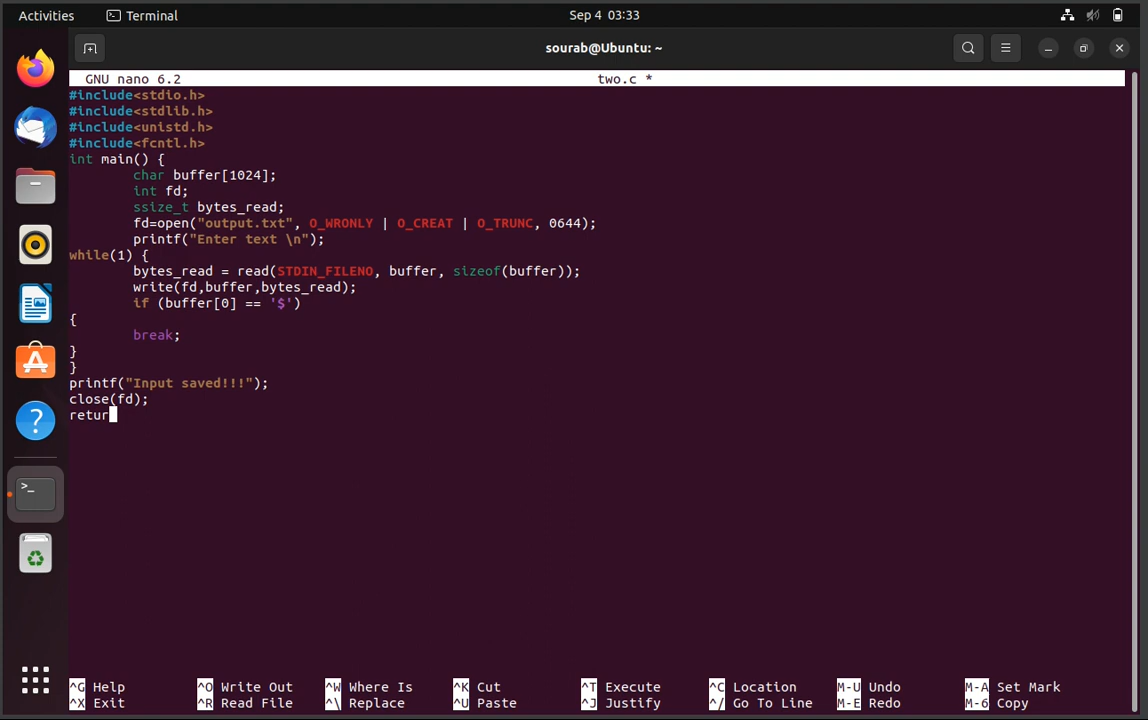 Activities Terminal Sep 4 03:33
sourab@Ubuntu: ~
GNU nano 6.2 two.c *
#include<stdio.h>
#include<stdlib.h>
#include<unistd.h>
#include<fcntl.h>
int main() {
        char buffer[1024];
        int fd;
        ssize_t bytes_read;
        fd=open("output.txt", O_WRONLY | O_CREAT | O_TRUNC, 0644);
        printf("Enter text \n");
while(1) {
        bytes_read = read(STDIN_FILENO, buffer, sizeof(buffer));
        write(fd,buffer,bytes_read);
        if (buffer[0] == '$')
{
        break;
}
}
printf("Input saved!!!");
close(fd);
retur
^G Help ^O Write Out ^W Where Is ^K Cut ^T Execute ^C Location M-U Undo M-A Set Mark
^X Exit ^R Read File ^\ Replace ^U Paste ^J Justify ^/ Go To Line M-E Redo M-6 Copy